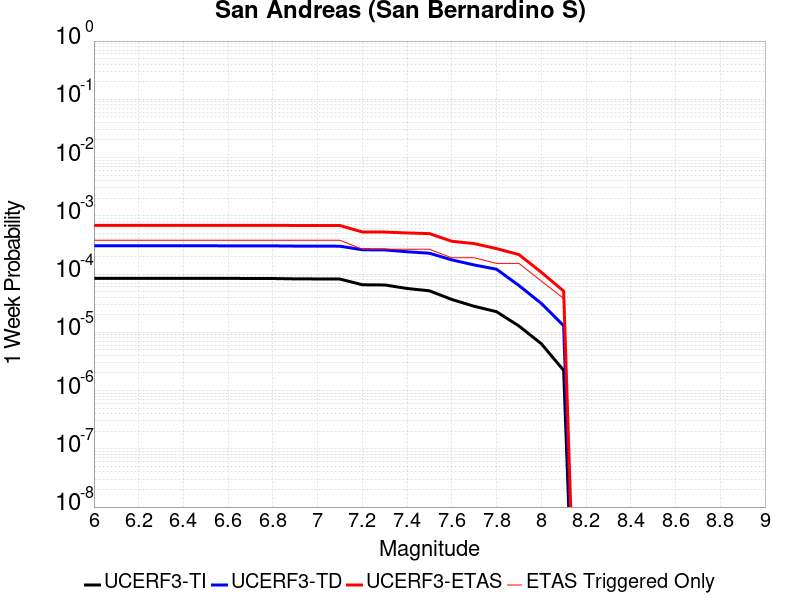 San Andreas (San Bernardino S)
10^0
10^-1
10^-2
10^-3
10^-4
10^-5
10^-6
10^-7
10^-8
1 Week Probability
6 6.2 6.4 6.6 6.8 7 7.2 7.4 7.6 7.8 8 8.2 8.4 8.6 8.8 9
Magnitude
UCERF3-TI UCERF3-TD UCERF3-ETAS ETAS Triggered Only